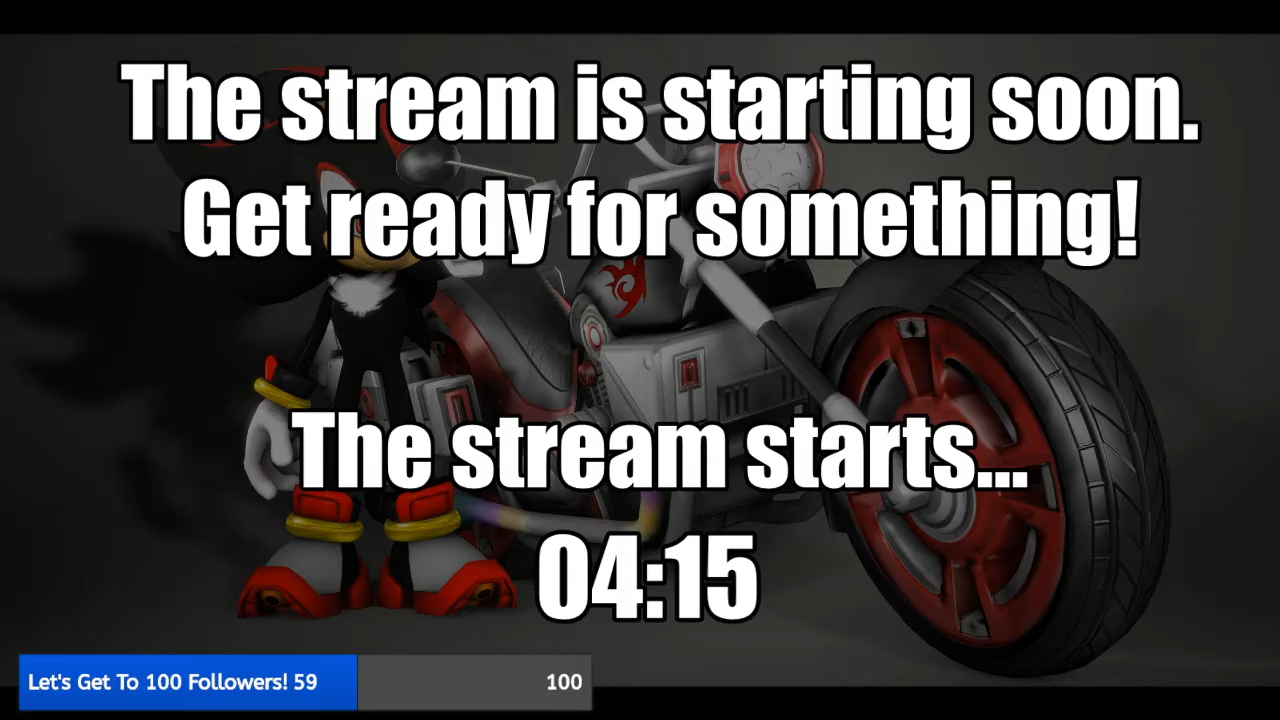 The stream is starting soon.
Get ready for something!
The stream starts...
04:15
Let's Get To 100 Followers! 59 100